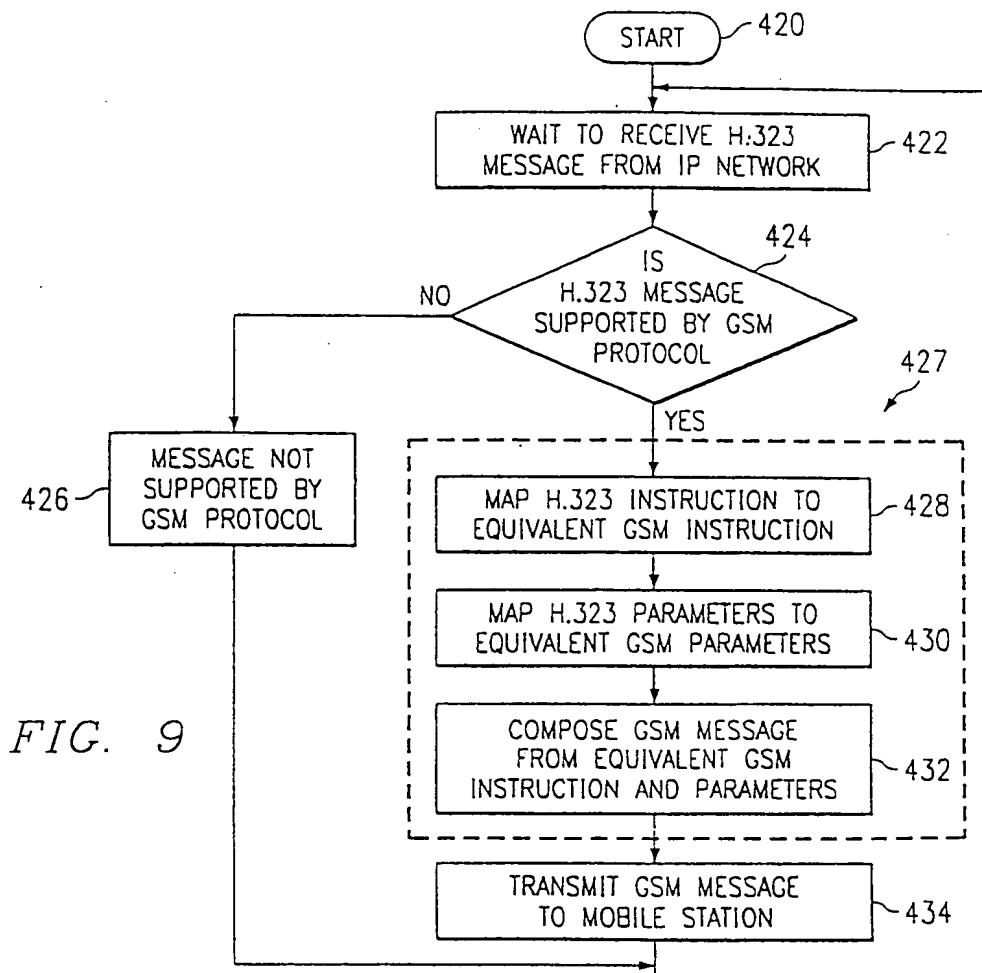 START
420
WAIT TO RECEIVE H.323
MESSAGE FROM IP NETWORK
422
424
IS
H.323 MESSAGE
SUPPORTED BY GSM
PROTOCOL
NO
427
YES
MESSAGE NOT
SUPPORTED BY
GSM PROTOCOL
426
MAP H.323 INSTRUCTION TO
EQUIVALENT GSM INSTRUCTION
428
MAP H.323 PARAMETERS TO
EQUIVALENT GSM PARAMETERS
430
COMPOSE GSM MESSAGE
FROM EQUIVALENT GSM
INSTRUCTION AND PARAMETERS
432
FIG. 9
TRANSMIT GSM MESSAGE
TO MOBILE STATION
434